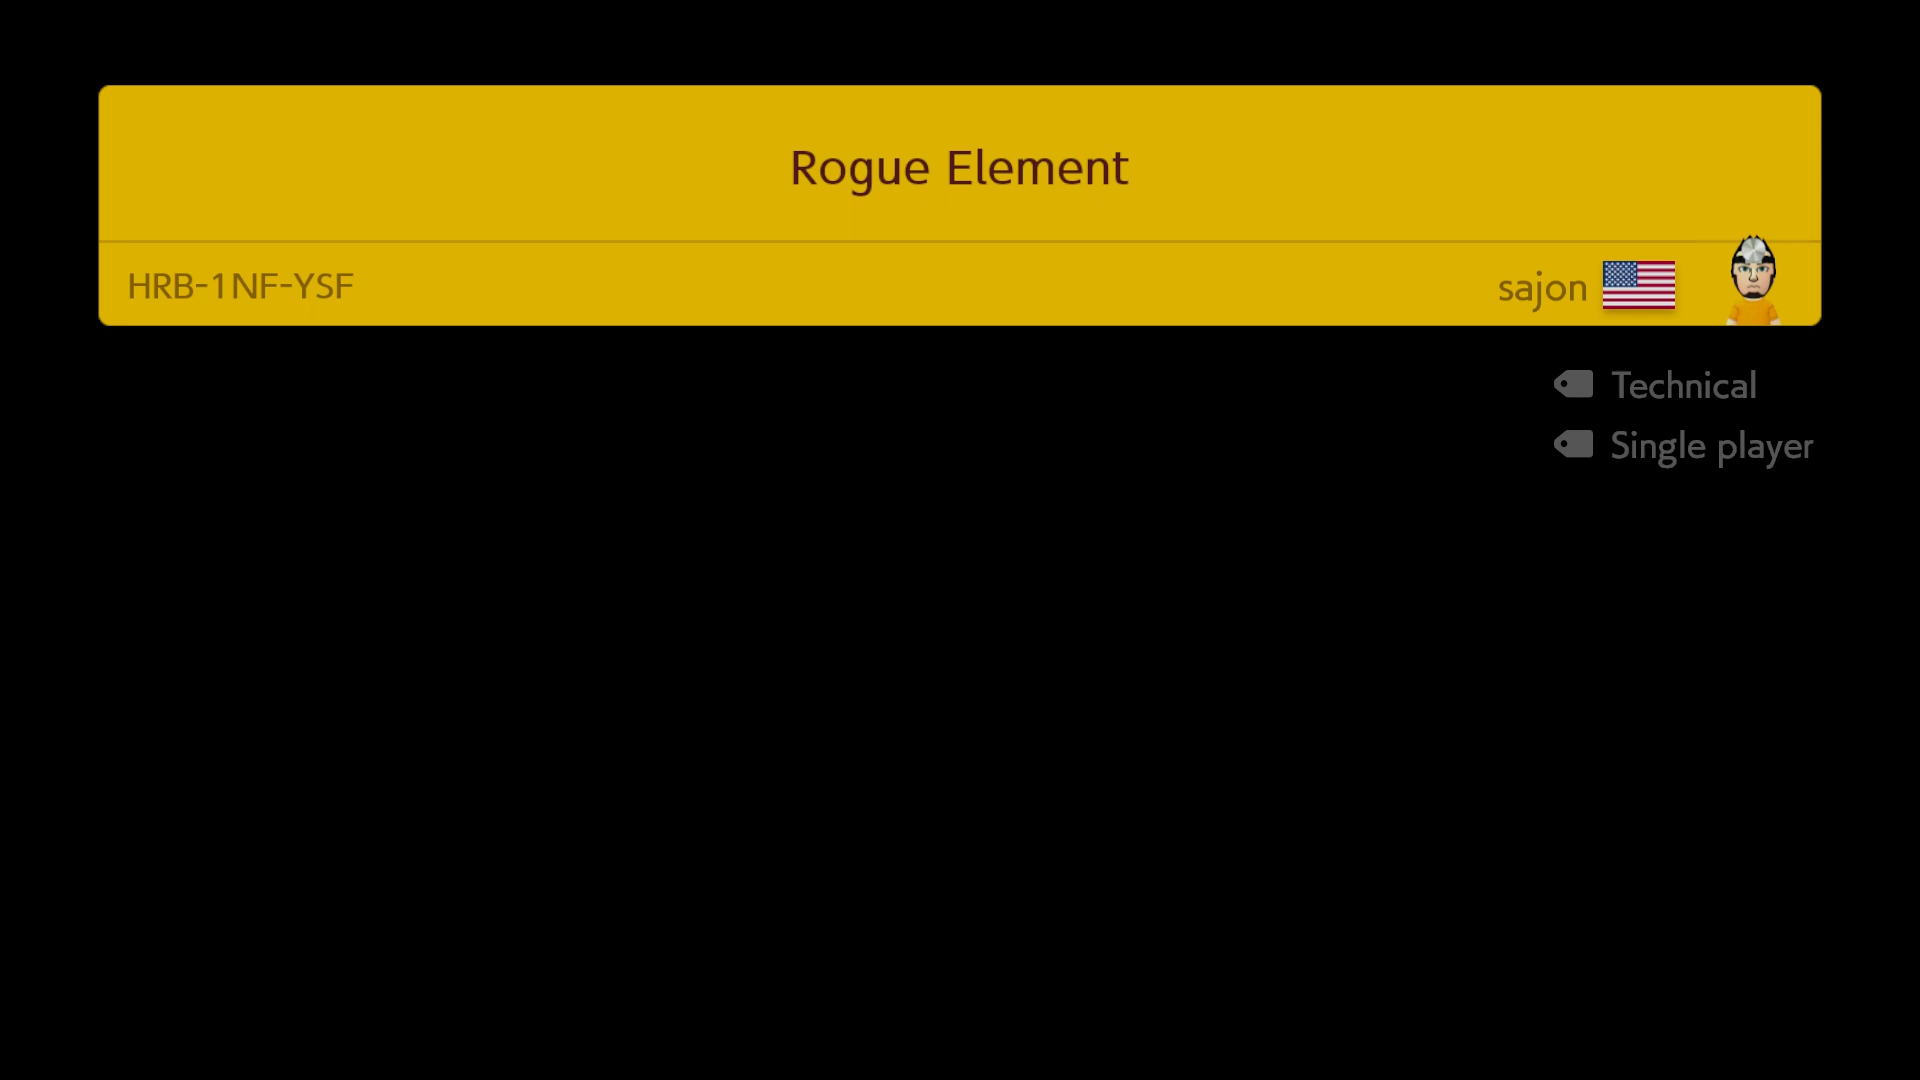 Rogue Element
HRB-1NF-YSF
sajon
Technical
Single player